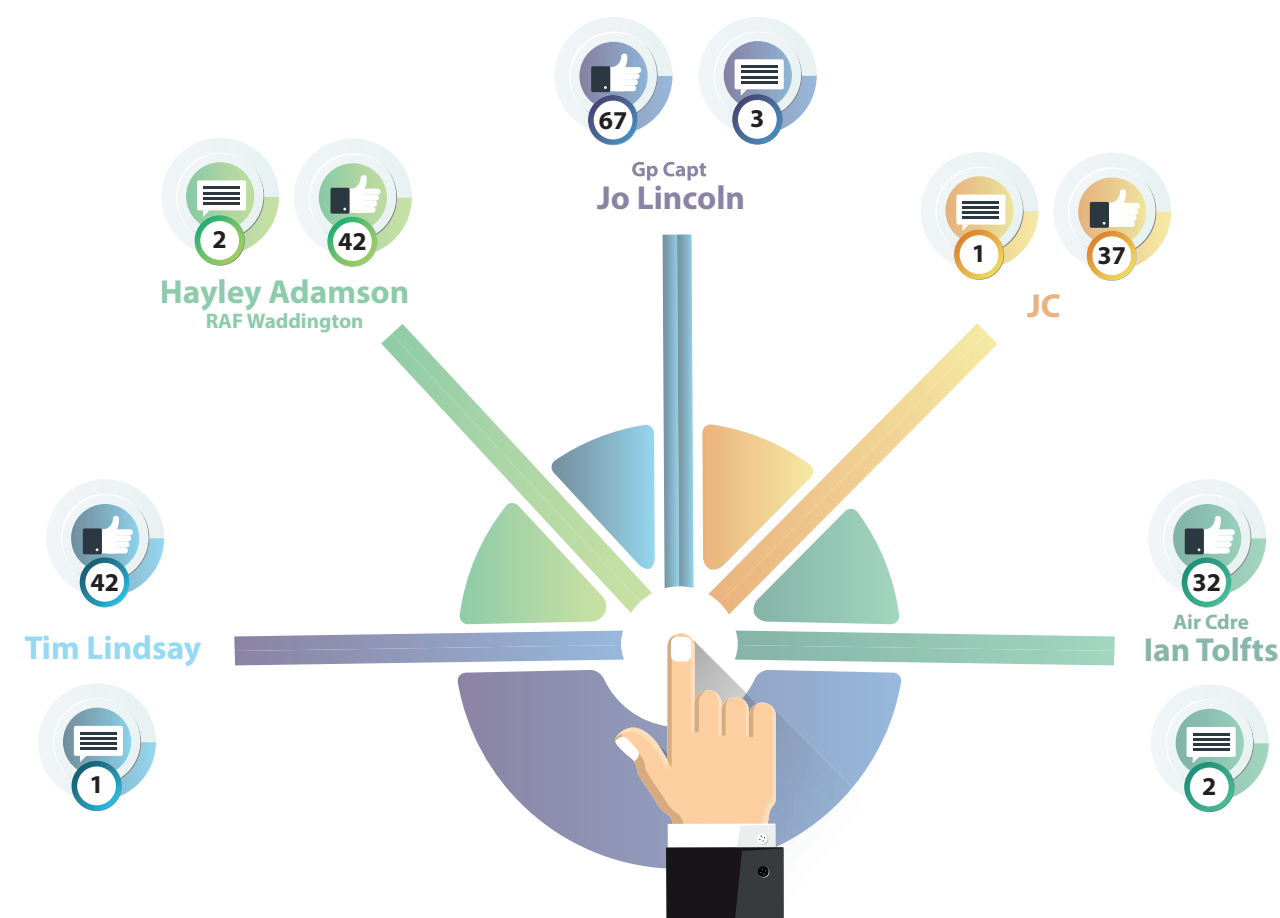 67
3
Gp Capt
Jo Lincoln
2
42
Hayley Adamson
RAF Waddington
1
37
JC
42
Tim Lindsay
1
32
Air Cdre
Ian Tolfts
2